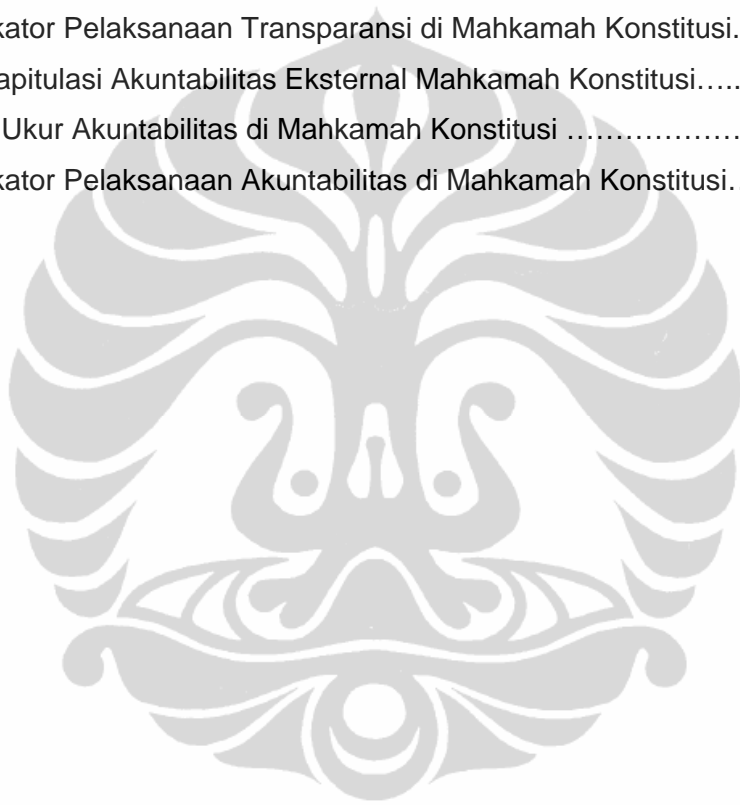 kator Pelaksanaan Transparansi di Mahkamah Konstitusi.
apitulasi Akuntabilitas Eksternal Mahkamah Konstitusi…..
Ukur Akuntabilitas di Mahkamah Konstitusi ………………….
kator Pelaksanaan Akuntabilitas di Mahkamah Konstitusi..